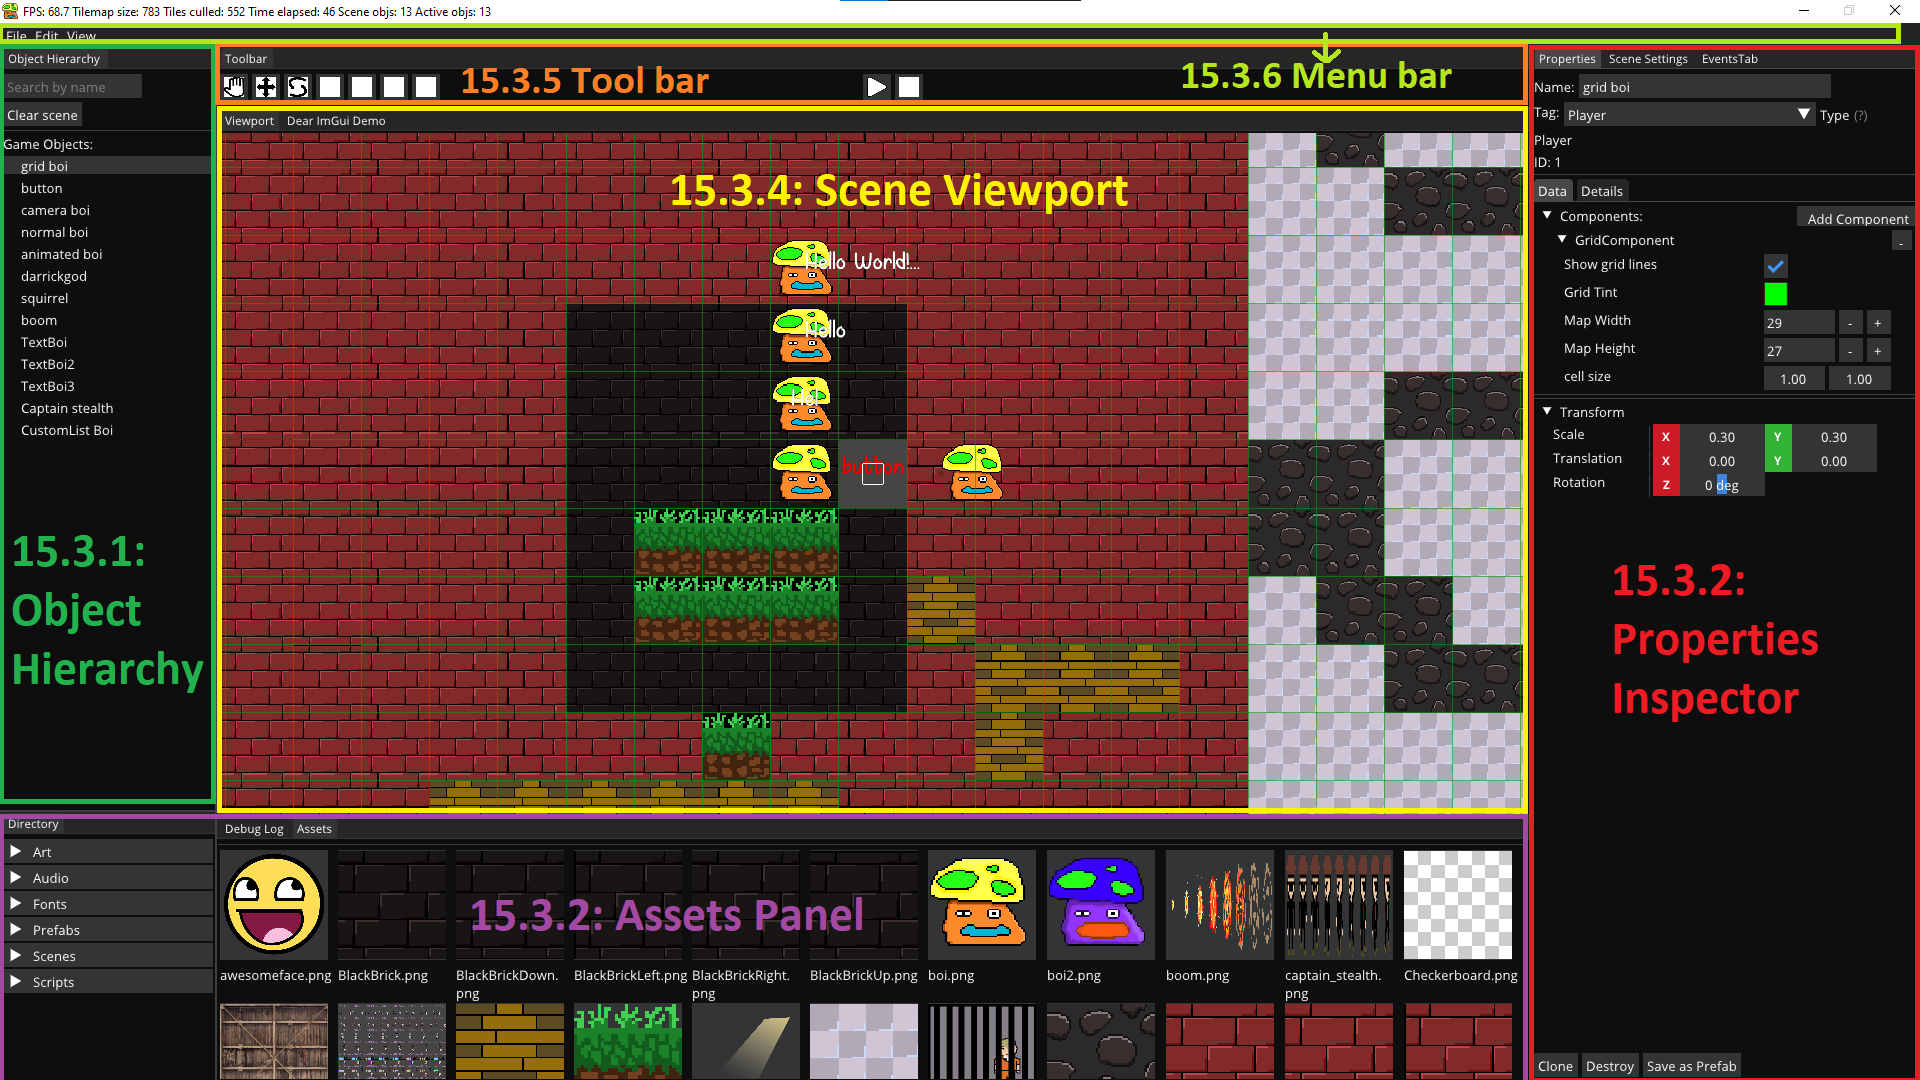 FPS: 68.7 Tilemap size: 783 Tiles culled: 552 Time elapsed: 46 Scene objs: 13 Active objs: 13
File Edit View
Object Hierarchy
Search by name
Clear scene
Game Objects:
grid boi
button
camera boi
normal boi
animated boi
darrickgod
squirrel
boom
TextBoi
TextBoi2
TextBoi3
Captain stealth
CustomList Boi
15.3.1:
Object
Hierarchy
Toolbar
15.3.5 Tool bar
15.3.6 Menu bar
Viewport Dear ImGui Demo
15.3.4: Scene Viewport
Hello World!...
Hello
Hel
button
Properties Scene Settings EventsTab
Name: grid boi
Tag: Player Type (?)
Player
ID: 1
Data Details
Components: Add Component
GridComponent -
Show grid lines
Grid Tint
Map Width 29 - +
Map Height 27 - +
cell size 1.00 1.00
Transform
Scale X 0.30 Y 0.30
Translation X 0.00 Y 0.00
Rotation Z 0 deg
15.3.2:
Properties
Inspector
Clone Destroy Save as Prefab
Directory
Art
Audio
Fonts
Prefabs
Scenes
Scripts
Debug Log Assets
15.3.2: Assets Panel
awesomeface.png
BlackBrick.png
BlackBrickDown.
png
BlackBrickLeft.png
BlackBrickRight.
png
BlackBrickUp.png
boi.png
boi2.png
boom.png
captain_stealth.
png
Checkerboard.png